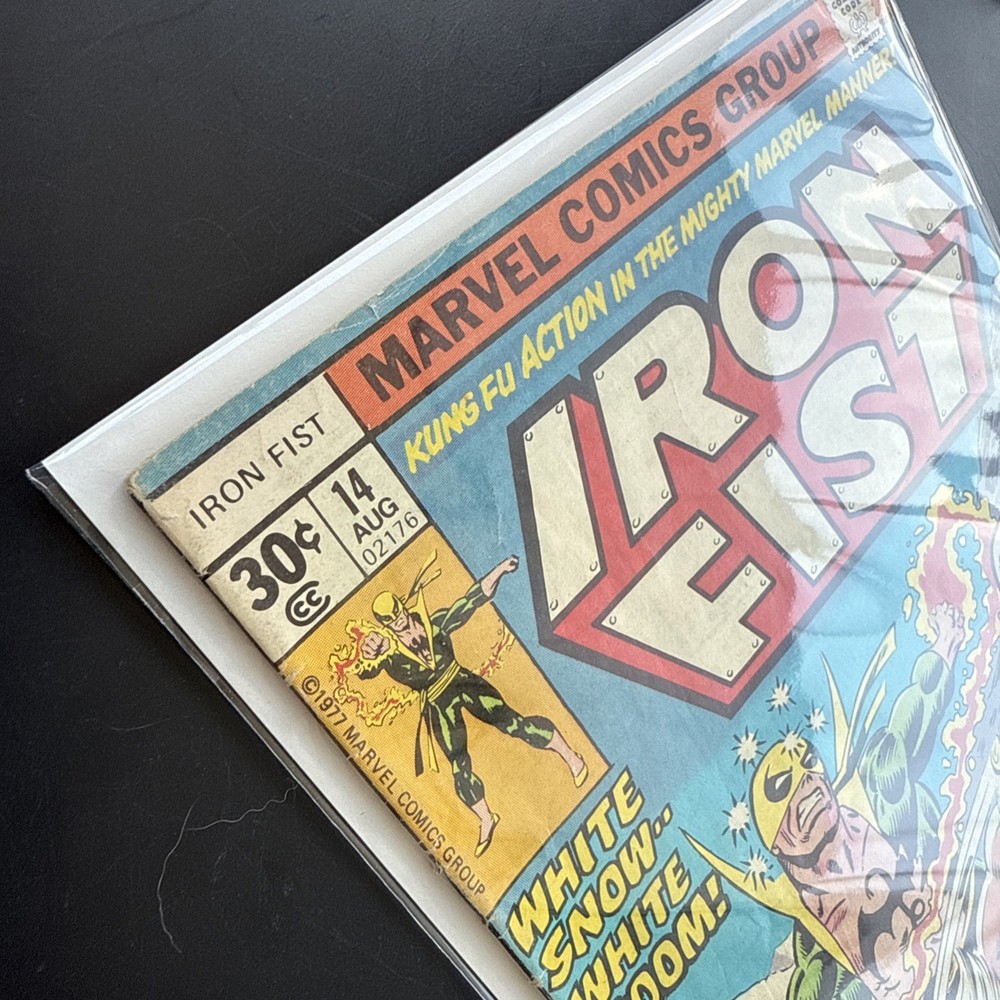 MARVEL COMICS GROUP
KUNG FU ACTION IN THE MIGHTY MARVEL MANNER!
IRON FIST
30¢
CC
14
AUG
02176
IRON
FIST
©1977 MARVEL COMICS GROUP
WHITE
SNOW..
WHITE
AUTHORITY